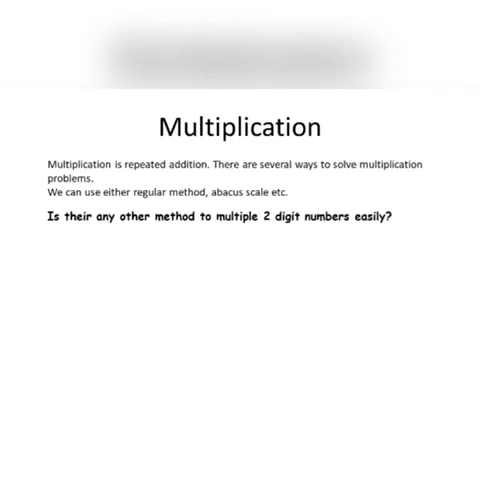 Multiplication
Multiplication is repeated addition. There are several ways to solve multiplication
problems.
We can use either regular method, abacus scale etc.
Is their any other method to multiple 2 digit numbers easily?